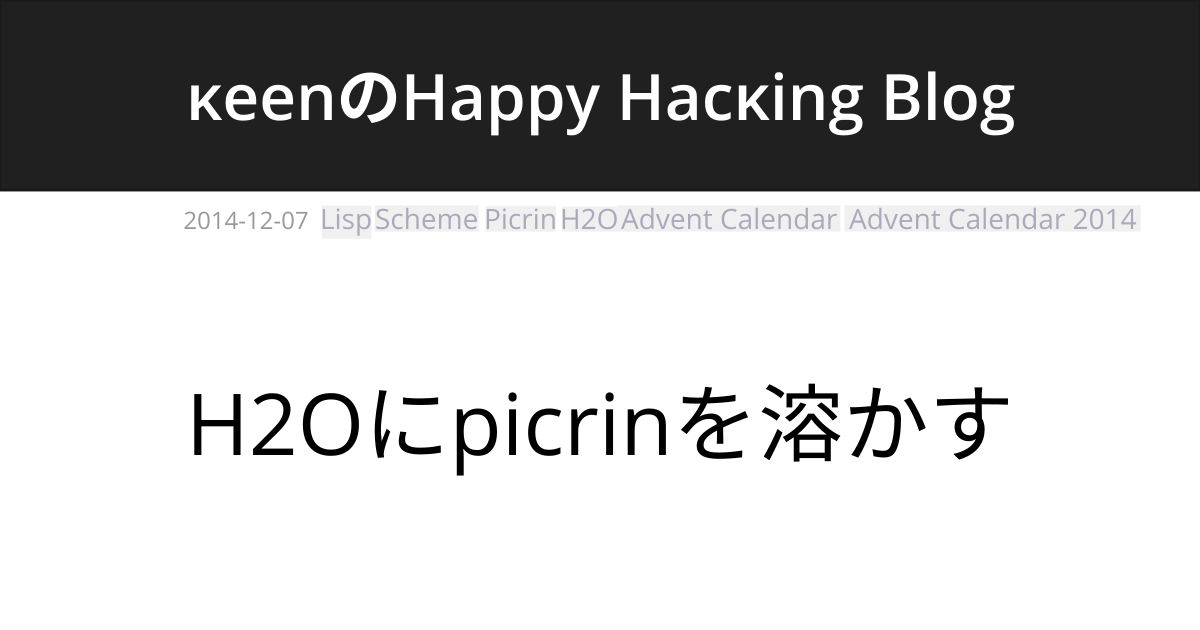 κeenのHappy Hacκing Blog
2014-12-07 Lisp Scheme Picrin H2O Advent Calendar Advent Calendar 2014
H2Oにpicrinを溶かす